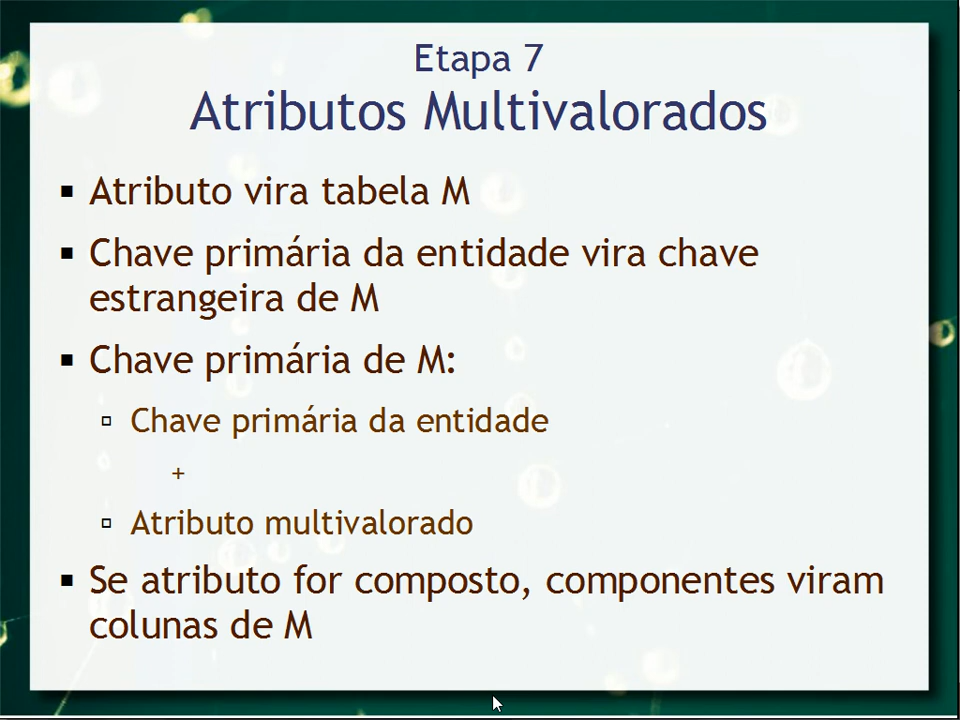 Etapa 7
Atributos Multivalorados
Atributo vira tabela M
Chave primária da entidade vira chave
estrangeira de M
Chave primária de M:
Chave primária da entidade
+
Atributo multivalorado
Se atributo for composto, componentes viram
colunas de M